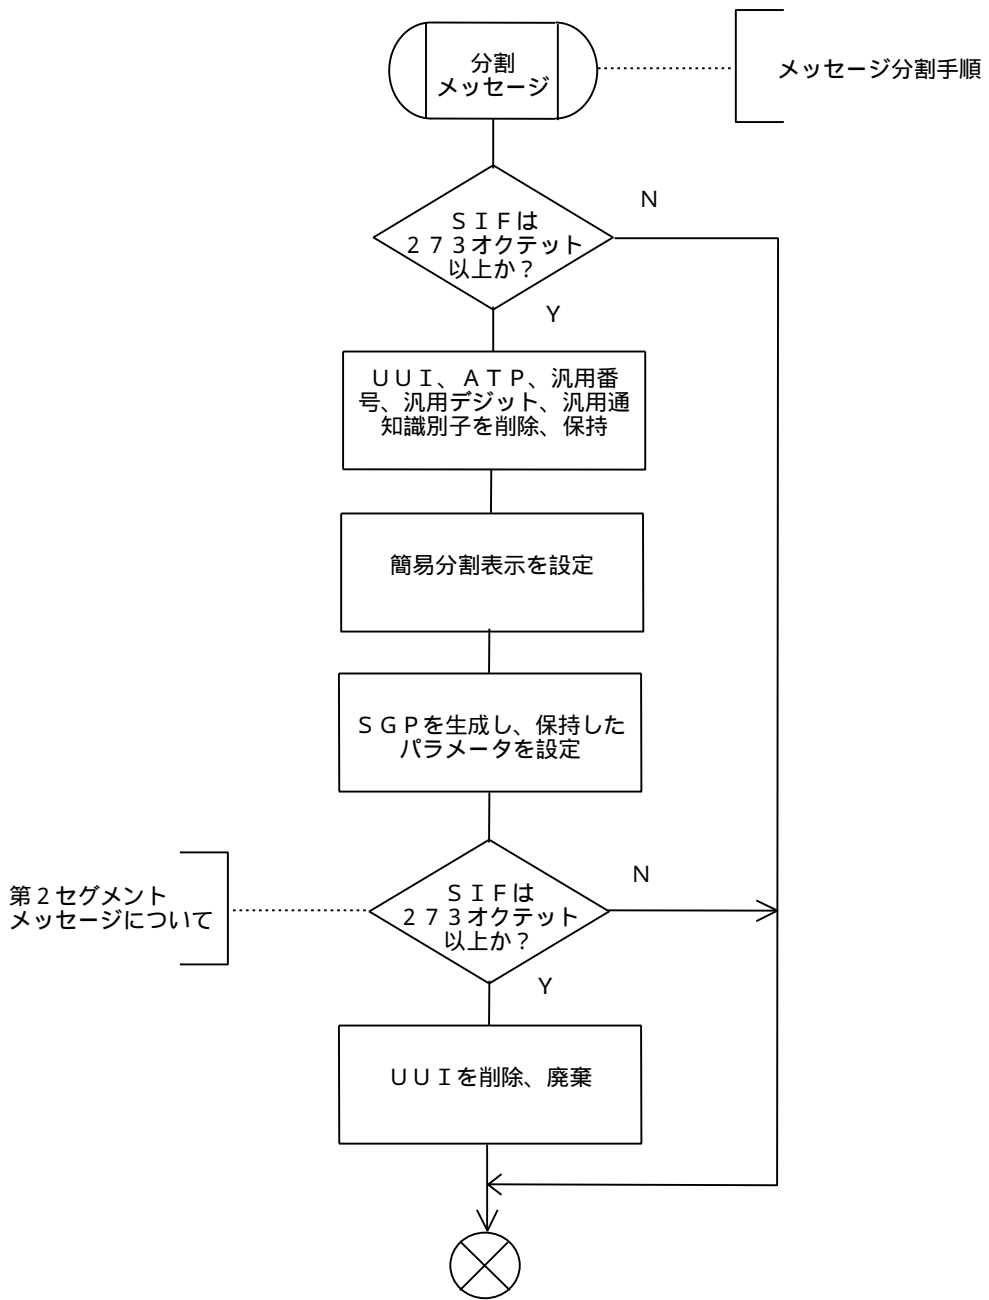 分割
メッセージ
メッセージ分割手順
ＳＩＦは
２７３オクテット
以上か？
Ｎ
Ｙ
ＵＵＩ、ＡＴＰ、汎用番
号、汎用デジット、汎用通
知識別子を削除、保持
簡易分割表示を設定
ＳＧＰを生成し、保持した
パラメータを設定
第２セグメント
メッセージについて
ＳＩＦは
２７３オクテット
以上か？
Ｎ
Ｙ
ＵＵＩを削除、廃棄